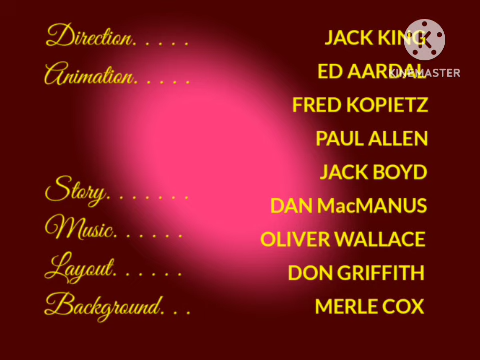 Direction..... JACK KING
Animation..... ED AARDAL
FRED KOPIETZ
PAUL ALLEN
JACK BOYD
Story....... DAN MacMANUS
Music...... OLIVER WALLACE
Layout...... DON GRIFFITH
Background... MERLE COX
KINEMASTER